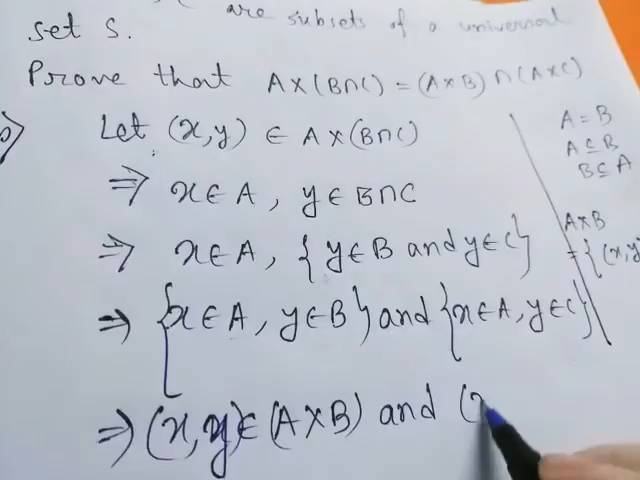 are subsets of a universal
set S.
Prove that A×(B∩C) = (A×B)∩(A×C)
Let (x,y) ∈ A×(B∩C)
⇒ x∈A, y∈B∩C
⇒ x∈A, {y∈B and y∈C}
⇒ {x∈A, y∈B} and {x∈A, y∈C}
⇒ (x,y)∈(A×B) and (x
A = B
A ⊆ B
B ⊆ A
A×B
= {(x,y